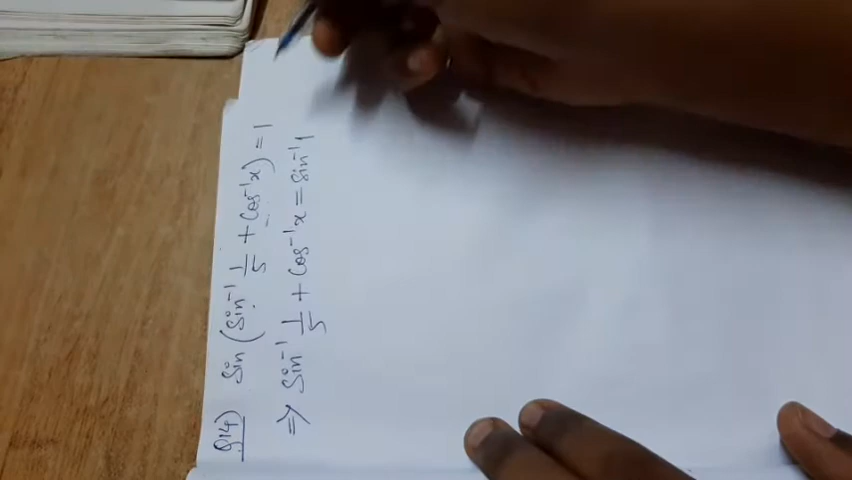 Q14) Sin(Sin⁻¹ 1/5 + Cos⁻¹x) = 1
⇒ Sin⁻¹ 1/5 + Cos⁻¹x = Sin⁻¹1